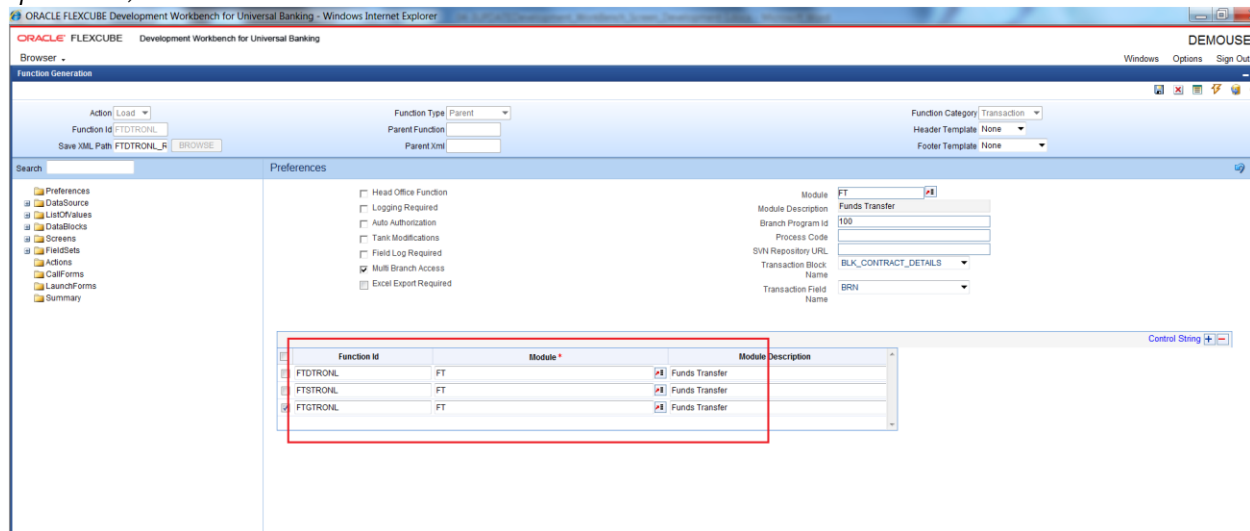 ORACLE FLEXCUBE Development Workbench for Universal Banking - Windows Internet Explorer
ORACLE FLEXCUBE Development Workbench for Universal Banking
DEMOUSE
Browser
Windows Options Sign Out
Function Generation
Action Load Function Type Parent Function Category Transaction
Function Id FTDTRONL Parent Function Header Template None
Save XML Path FTDTRONL_R BROWSE Parent Xml Footer Template None
Search Preferences
Preferences
DataSource
ListOfValues
DataBlocks
Screens
FieldSets
Actions
CallForms
LaunchForms
Summary
Head Office Function
Logging Required
Auto Authorization
Tank Modifications
Field Log Required
Multi Branch Access
Excel Export Required
Module FT
Module Description Funds Transfer
Branch Program Id 100
Process Code
SVN Repository URL
Transaction Block Name BLK_CONTRACT_DETAILS
Transaction Field Name BRN
Control String + -
Function Id Module * Module Description
FTDTRONL FT Funds Transfer
FTSTRONL FT Funds Transfer
FTGTRONL FT Funds Transfer